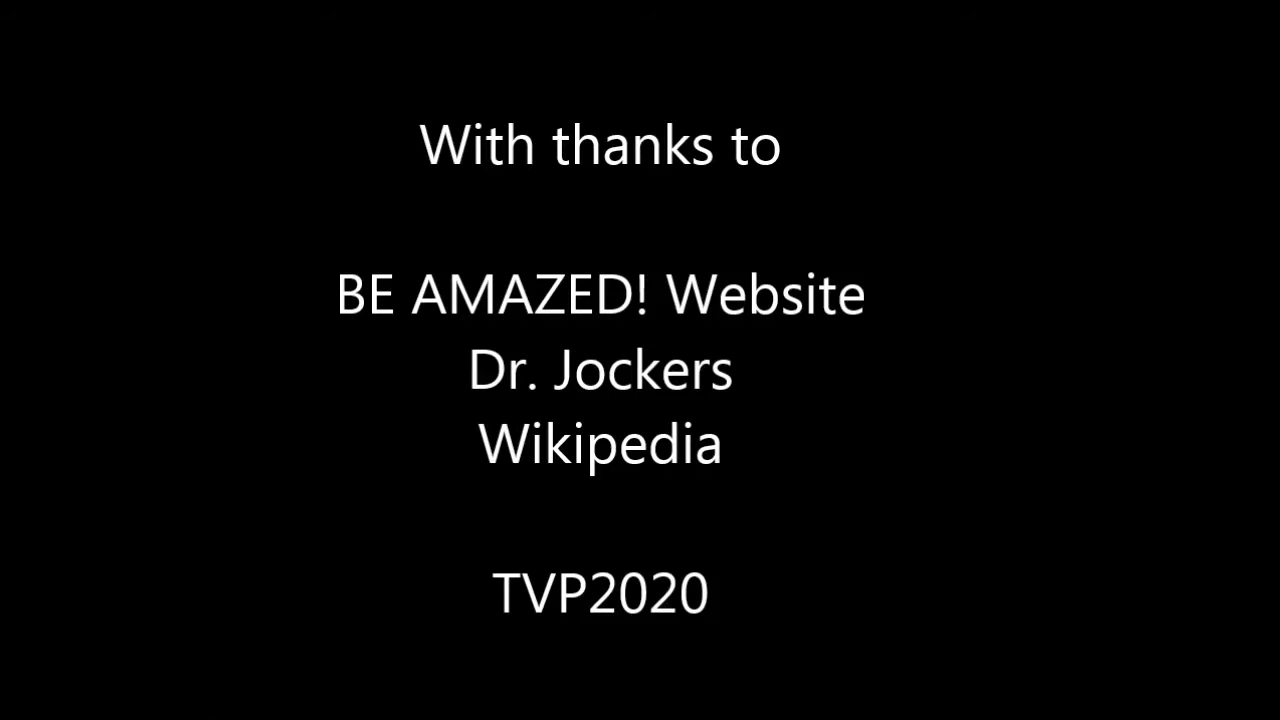 With thanks to
BE AMAZED! Website
Dr. Jockers
Wikipedia
TVP2020